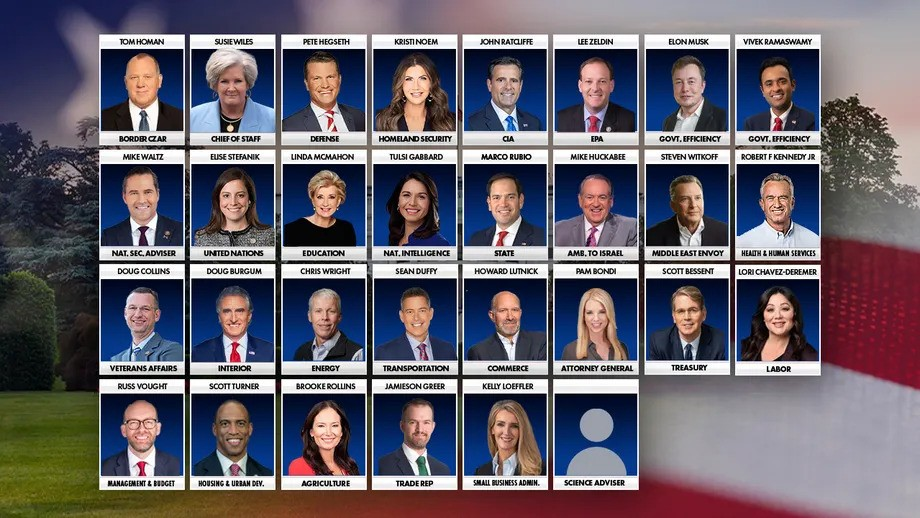 TOM HOMAN
BORDER CZAR
SUSIE WILES
CHIEF OF STAFF
PETE HEGSETH
DEFENSE
KRISTI NOEM
HOMELAND SECURITY
JOHN RATCLIFFE
CIA
LEE ZELDIN
EPA
ELON MUSK
GOVT. EFFICIENCY
VIVEK RAMASWAMY
GOVT. EFFICIENCY
MIKE WALTZ
NAT. SEC. ADVISER
ELISE STEFANIK
UNITED NATIONS
LINDA MCMAHON
EDUCATION
TULSI GABBARD
NAT. INTELLIGENCE
MARCO RUBIO
STATE
MIKE HUCKABEE
AMB. TO ISRAEL
STEVEN WITKOFF
MIDDLE EAST ENVOY
ROBERT F KENNEDY JR
HEALTH & HUMAN SERVICES
DOUG COLLINS
VETERANS AFFAIRS
DOUG BURGUM
INTERIOR
CHRIS WRIGHT
ENERGY
SEAN DUFFY
TRANSPORTATION
HOWARD LUTNICK
COMMERCE
PAM BONDI
ATTORNEY GENERAL
SCOTT BESSENT
TREASURY
LORI CHAVEZ-DEREMER
LABOR
RUSS VOUGHT
MANAGEMENT & BUDGET
SCOTT TURNER
HOUSING & URBAN DEV.
BROOKE ROLLINS
AGRICULTURE
JAMIESON GREER
TRADE REP
KELLY LOEFFLER
SMALL BUSINESS ADMIN.
SCIENCE ADVISER